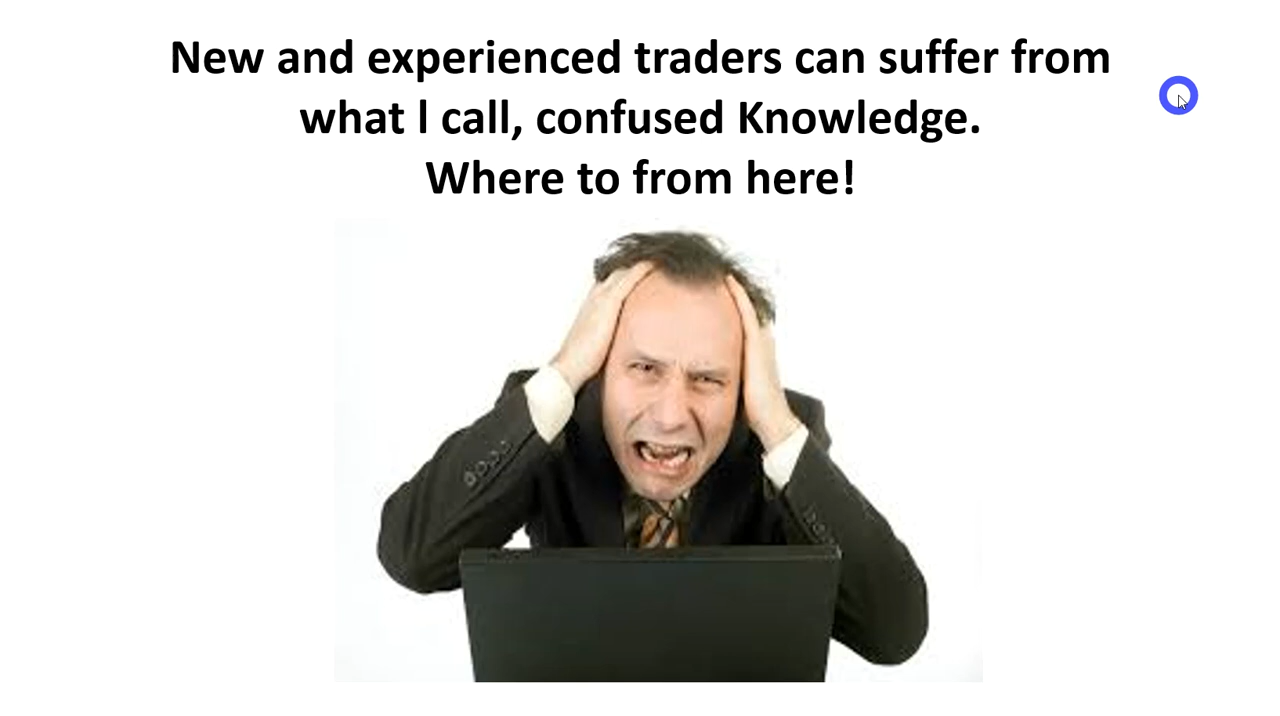 New and experienced traders can suffer from
what l call, confused Knowledge.
Where to from here!